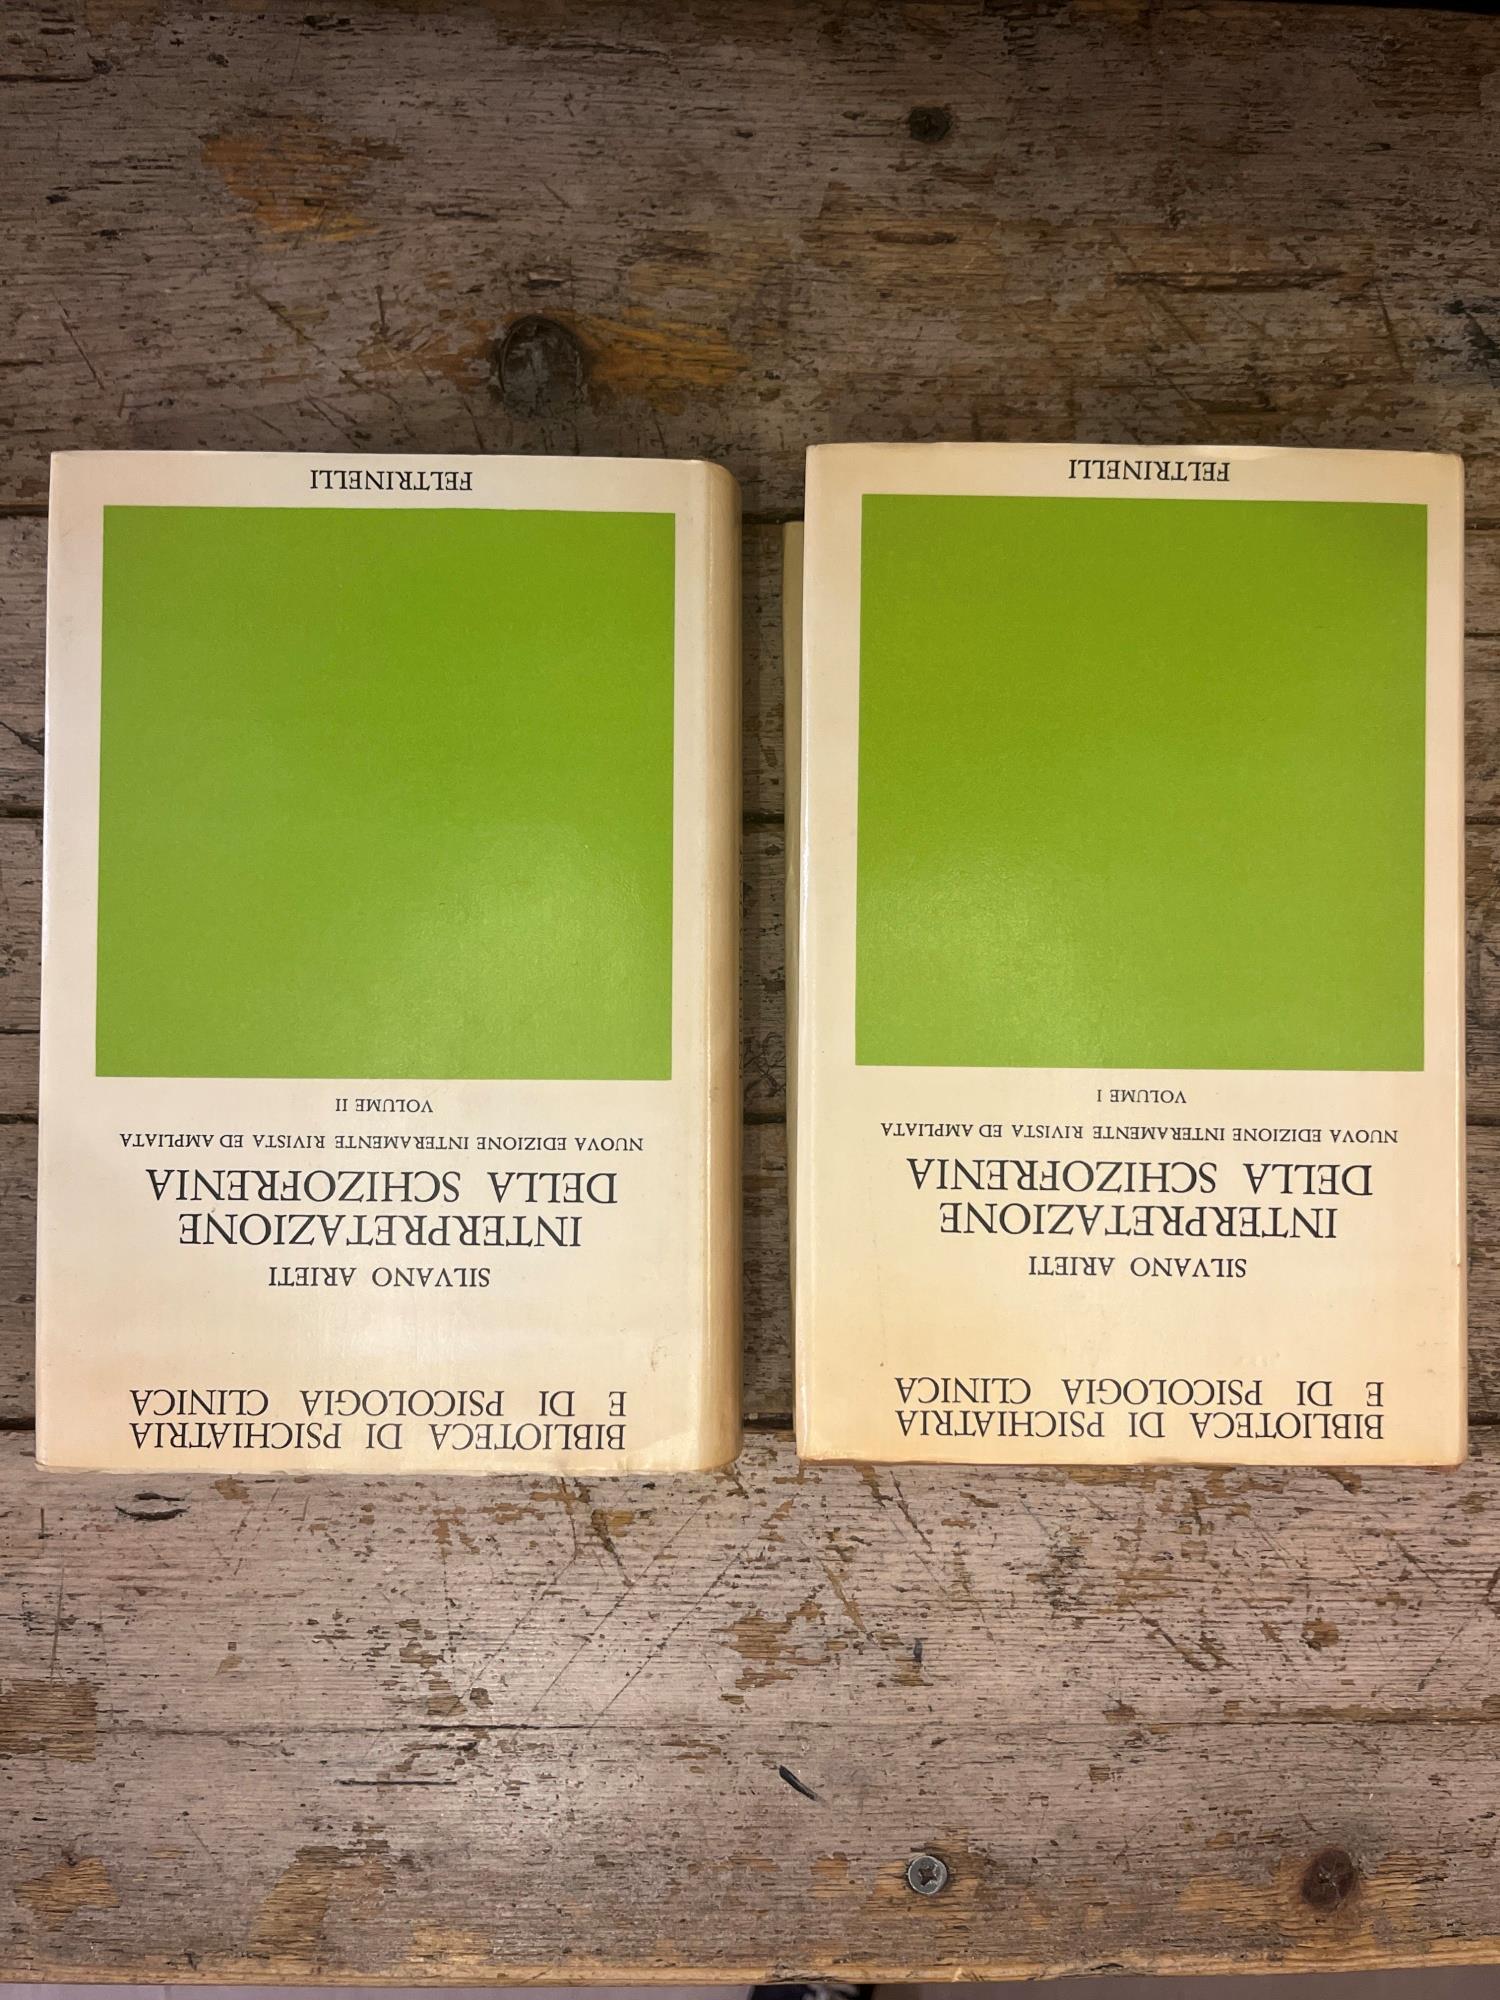 BIBLIOTECA DI PSICHIATRIA
E DI PSICOLOGIA CLINICA
SILVANO ARIETI
INTERPRETAZIONE
DELLA SCHIZOFRENIA
NUOVA EDIZIONE INTERAMENTE RIVISTA ED AMPLIATA
VOLUME I
FELTRINELLI
BIBLIOTECA DI PSICHIATRIA
E DI PSICOLOGIA CLINICA
SILVANO ARIETI
INTERPRETAZIONE
DELLA SCHIZOFRENIA
NUOVA EDIZIONE INTERAMENTE RIVISTA ED AMPLIATA
VOLUME II
FELTRINELLI